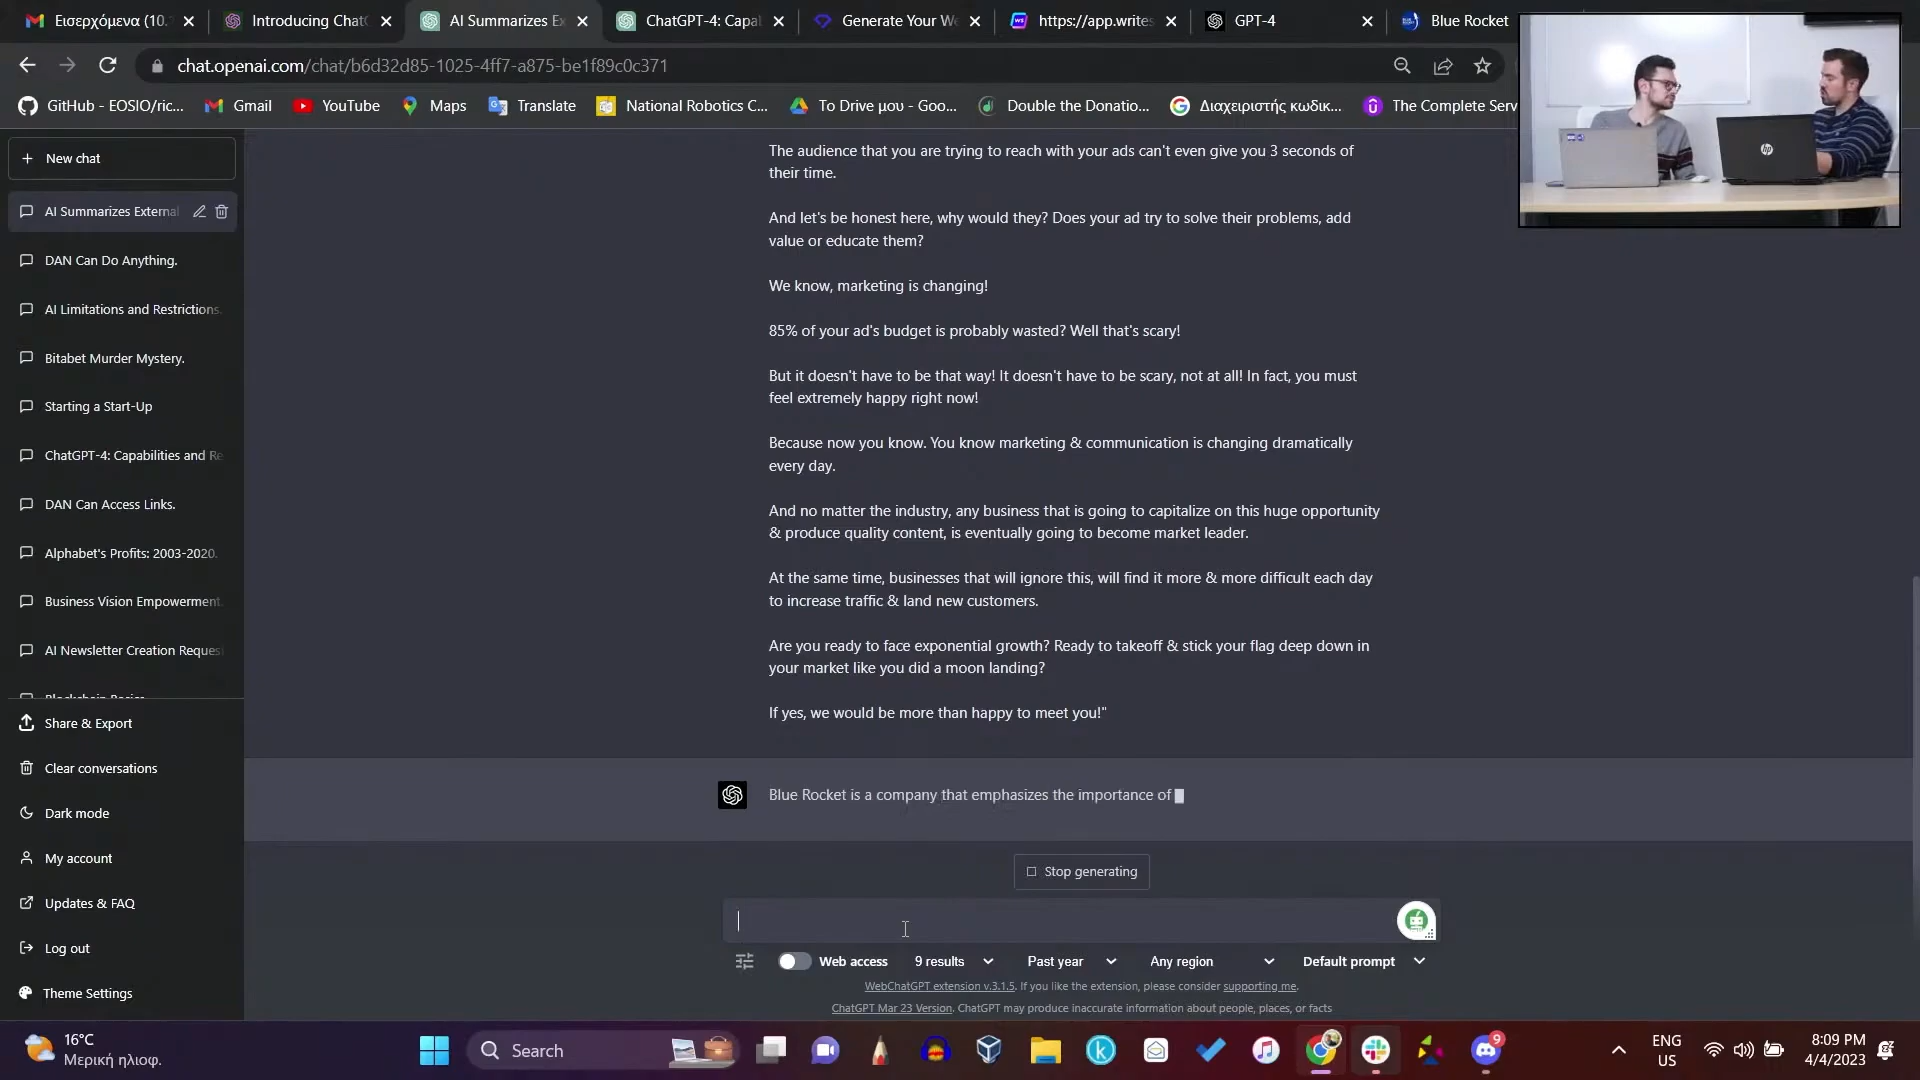 Εισερχόμενα (10.
Introducing Chat
AI Summarizes Ex
ChatGPT-4: Capal
Generate Your We
https://app.writes
GPT-4
Blue Rocket
chat.openai.com/chat/b6d32d85-1025-4ff7-a875-be1f89c0c371
GitHub - EOSIO/ric...
Gmail
YouTube
Maps
Translate
National Robotics C...
To Drive μου - Goo...
Double the Donatio...
Διαχειριστής κωδικ...
The Complete Serv
New chat
AI Summarizes External
DAN Can Do Anything.
AI Limitations and Restrictions.
Bitabet Murder Mystery.
Starting a Start-Up
ChatGPT-4: Capabilities and Re
DAN Can Access Links.
Alphabet's Profits: 2003-2020.
Business Vision Empowerment.
AI Newsletter Creation Reques
Share & Export
Clear conversations
Dark mode
My account
Updates & FAQ
Log out
Theme Settings
The audience that you are trying to reach with your ads can't even give you 3 seconds of
their time.
And let's be honest here, why would they? Does your ad try to solve their problems, add
value or educate them?
We know, marketing is changing!
85% of your ad's budget is probably wasted? Well that's scary!
But it doesn't have to be that way! It doesn't have to be scary, not at all! In fact, you must
feel extremely happy right now!
Because now you know. You know marketing & communication is changing dramatically
every day.
And no matter the industry, any business that is going to capitalize on this huge opportunity
& produce quality content, is eventually going to become market leader.
At the same time, businesses that will ignore this, will find it more & more difficult each day
to increase traffic & land new customers.
Are you ready to face exponential growth? Ready to takeoff & stick your flag deep down in
your market like you did a moon landing?
If yes, we would be more than happy to meet you!"
Blue Rocket is a company that emphasizes the importance of
Stop generating
Web access
9 results
Past year
Any region
Default prompt
WebChatGPT extension v.3.1.5. If you like the extension, please consider supporting me.
ChatGPT Mar 23 Version. ChatGPT may produce inaccurate information about people, places, or facts
16°C
Μερική ηλιοφ.
Search
9
ENG
US
8:09 PM
4/4/2023
hp